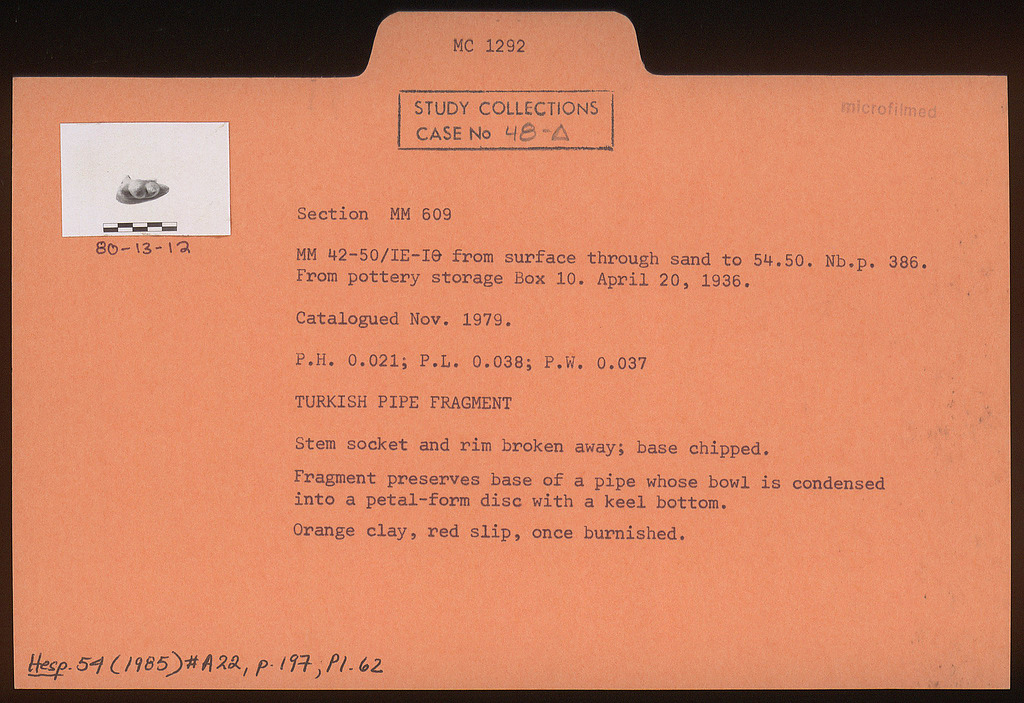 MC 1292
STUDY COLLECTIONS
CASE No 48-Δ
microfilmed
80-13-12
Section MM 609
MM 42-50/IE-IΘ from surface through sand to 54.50. Nb.p. 386.
From pottery storage Box 10. April 20, 1936.
Catalogued Nov. 1979.
P.H. 0.021; P.L. 0.038; P.W. 0.037
TURKISH PIPE FRAGMENT
Stem socket and rim broken away; base chipped.
Fragment preserves base of a pipe whose bowl is condensed
into a petal-form disc with a keel bottom.
Orange clay, red slip, once burnished.
Hesp. 54 (1985) #A22, p. 197, Pl. 62